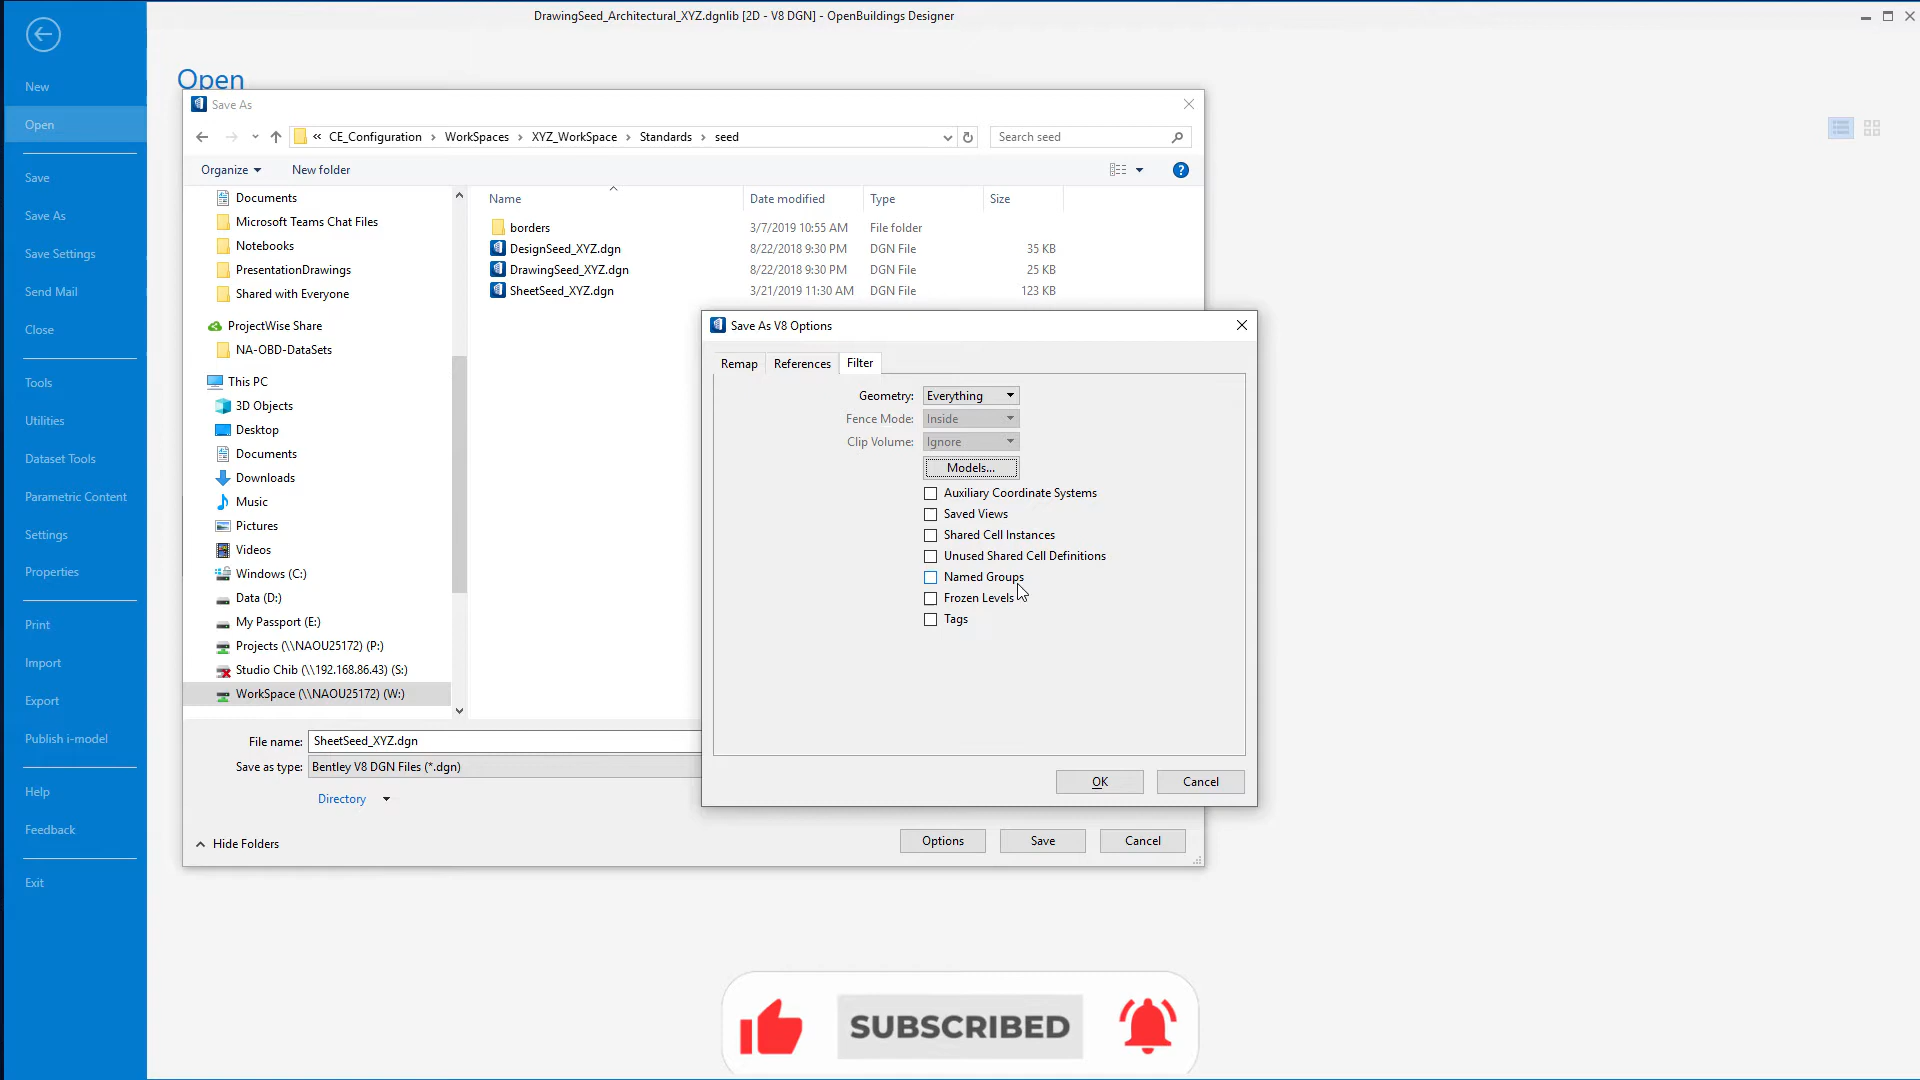 DrawingSeed_Architectural_XYZ.dgnlib [2D - V8 DGN] - OpenBuildings Designer
New
Open
Save
Save As
Save Settings
Send Mail
Close
Tools
Utilities
Dataset Tools
Parametric Content
Settings
Properties
Print
Import
Export
Publish i-model
Help
Feedback
Exit
Open
Save As
« CE_Configuration › WorkSpaces › XYZ_WorkSpace › Standards › seed
Search seed
Organize
New folder
Documents
Microsoft Teams Chat Files
Notebooks
PresentationDrawings
Shared with Everyone
ProjectWise Share
NA-OBD-DataSets
This PC
3D Objects
Desktop
Documents
Downloads
Music
Pictures
Videos
Windows (C:)
Data (D:)
My Passport (E:)
Projects (\\NAOU25172) (P:)
Studio Chib (\\192.168.86.43) (S:)
WorkSpace (\\NAOU25172) (W:)
Name Date modified Type Size
borders 3/7/2019 10:55 AM File folder
DesignSeed_XYZ.dgn 8/22/2018 9:30 PM DGN File 35 KB
DrawingSeed_XYZ.dgn 8/22/2018 9:30 PM DGN File 25 KB
SheetSeed_XYZ.dgn 3/21/2019 11:30 AM DGN File 123 KB
File name: SheetSeed_XYZ.dgn
Save as type: Bentley V8 DGN Files (*.dgn)
Directory
Hide Folders
Options
Save
Cancel
Save As V8 Options
Remap
References
Filter
Geometry: Everything
Fence Mode: Inside
Clip Volume: Ignore
Models...
Auxiliary Coordinate Systems
Saved Views
Shared Cell Instances
Unused Shared Cell Definitions
Named Groups
Frozen Levels
Tags
OK
Cancel
SUBSCRIBED